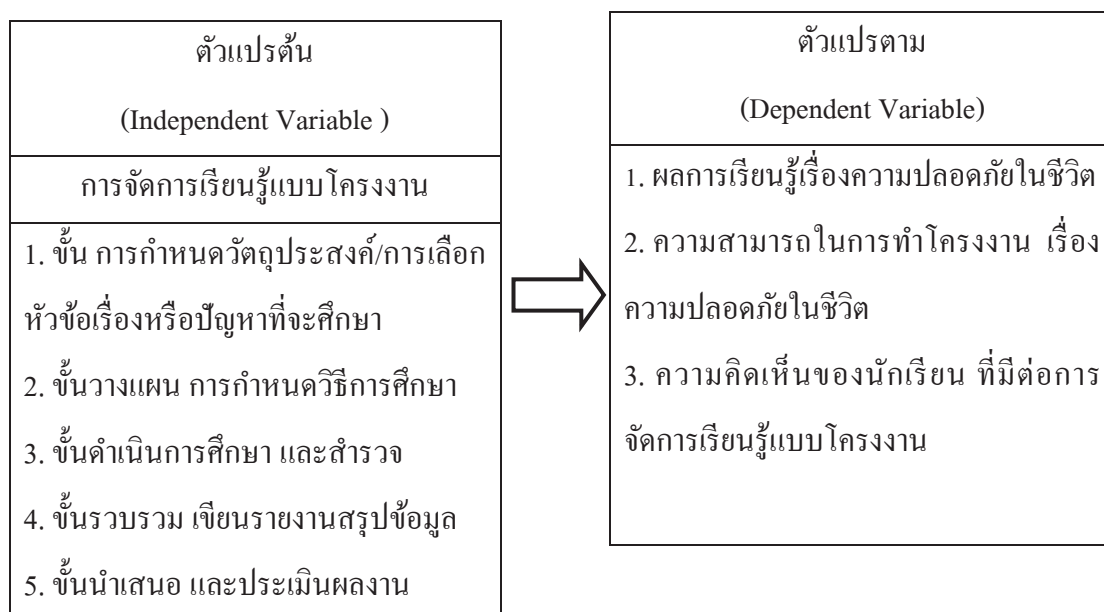 ตัวแปรต้น
(Independent Variable )
การจัดการเรียนรู้แบบโครงงาน
1. ขั้น การกำหนดวัตถุประสงค์/การเลือก
หัวข้อเรื่องหรือปัญหาที่จะศึกษา
2. ขั้นวางแผน การกำหนดวิธีการศึกษา
3. ขั้นดำเนินการศึกษา และสำรวจ
4. ขั้นรวบรวม เขียนรายงานสรุปข้อมูล
5. ขั้นนำเสนอ และประเมินผลงาน
ตัวแปรตาม
(Dependent Variable)
1. ผลการเรียนรู้เรื่องความปลอดภัยในชีวิต
2. ความสามารถในการทำโครงงาน เรื่อง
ความปลอดภัยในชีวิต
3. ความคิดเห็นของนักเรียน ที่มีต่อการ
จัดการเรียนรู้แบบโครงงาน